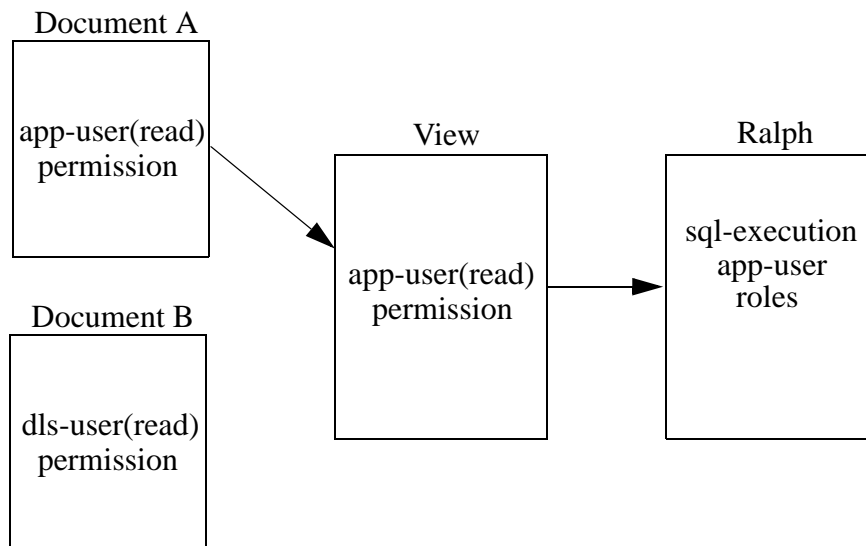 Document A
app-user(read)
permission
Document B
dls-user(read)
permission
View
app-user(read)
permission
Ralph
sql-execution
app-user
roles